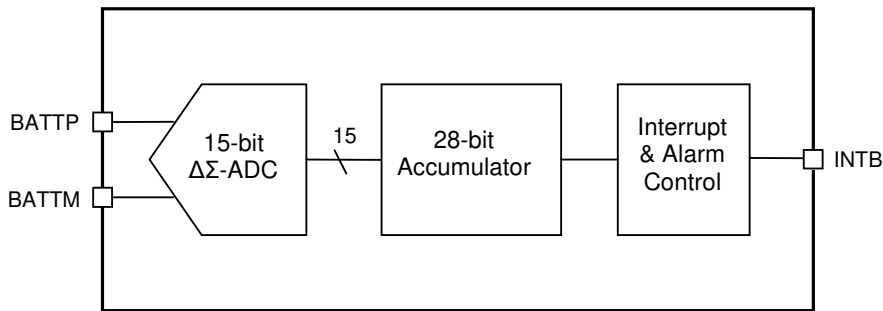 BATTP
BATTM
15-bit
ΔΣ-ADC
15
28-bit
Accumulator
Interrupt
& Alarm
Control
INTB